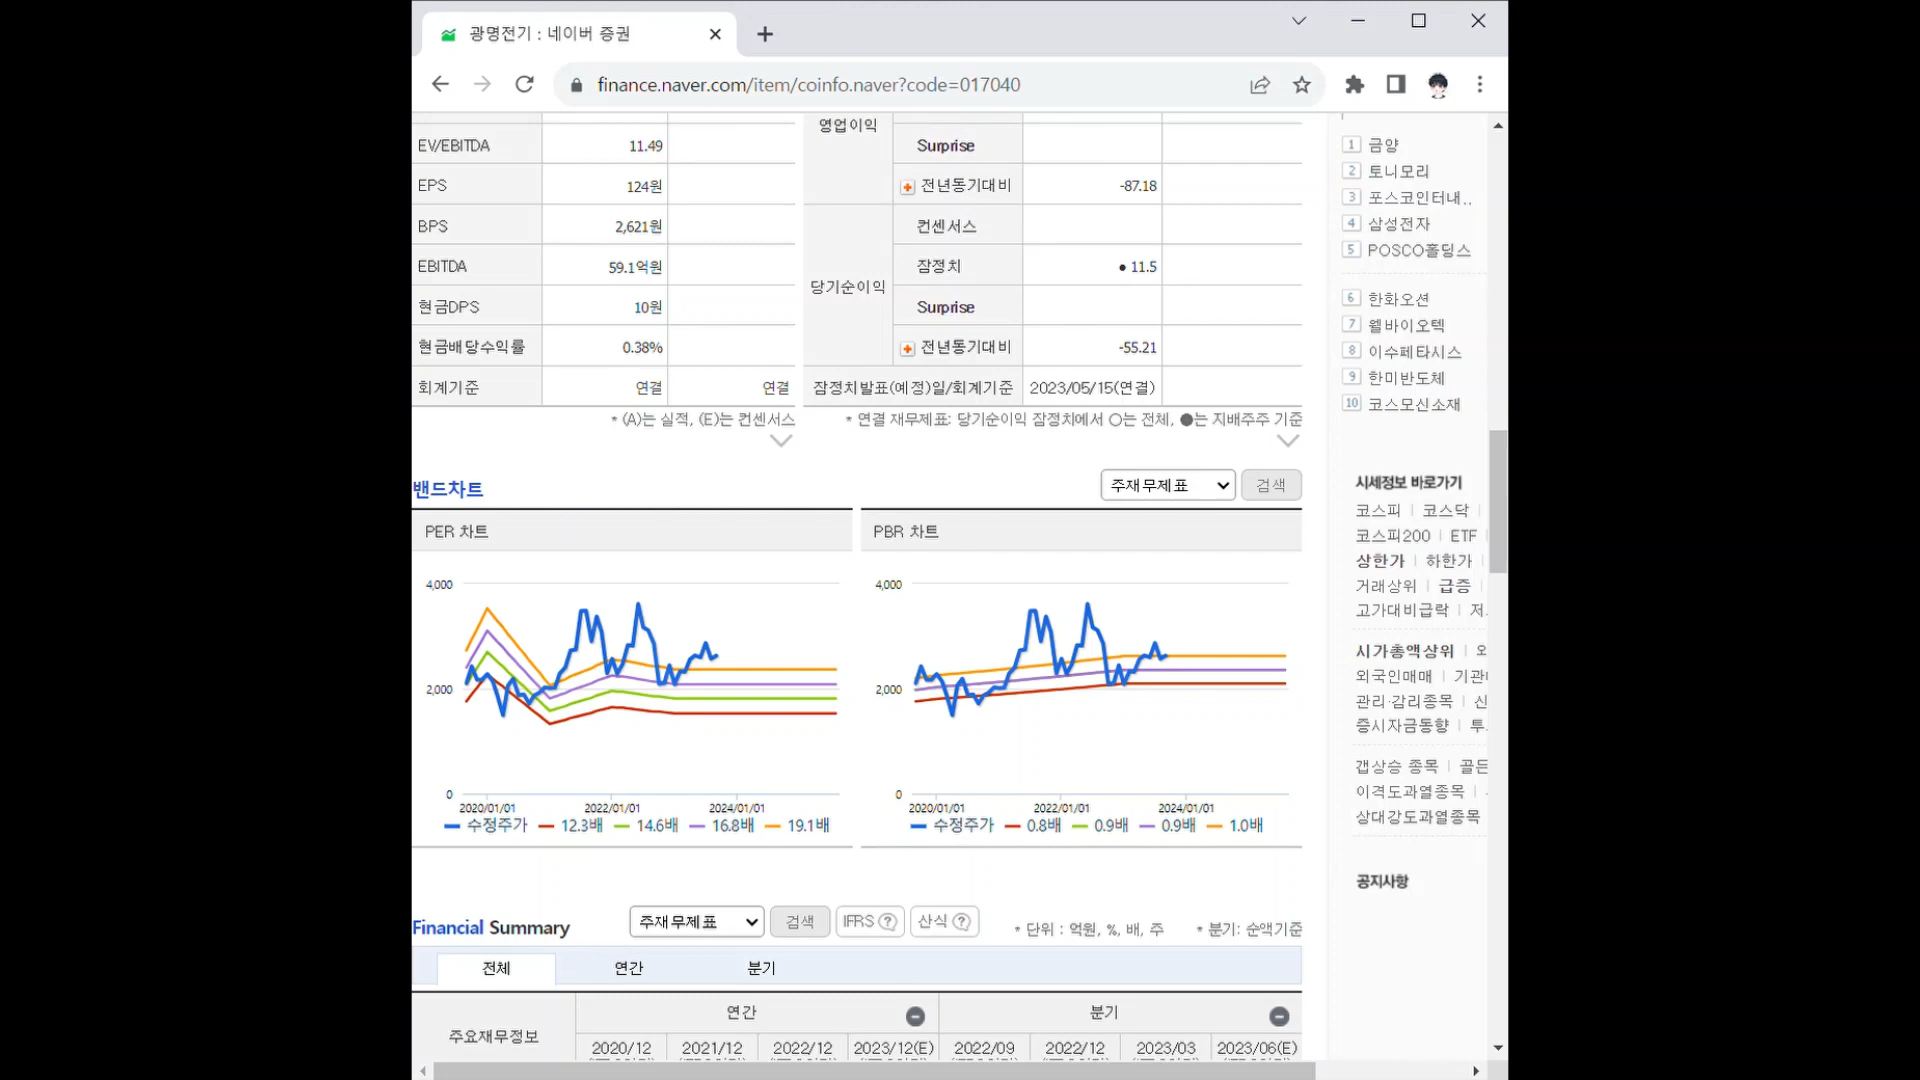 광명전기 : 네이버 증권
finance.naver.com/item/coinfo.naver?code=017040
EV/EBITDA 11.49
EPS 124원
BPS 2,621원
EBITDA 59.1억원
현금DPS 10원
현금배당수익률 0.38%
회계기준 연결 연결
* (A)는 실적, (E)는 컨센서스
영업이익
Surprise
전년동기대비 -87.18
당기순이익
컨센서스
잠정치 ● 11.5
Surprise
전년동기대비 -55.21
잠정치발표(예정)일/회계기준 2023/05/15(연결)
* 연결 재무제표: 당기순이익 잠정치에서 ○는 전체, ●는 지배주주 기준
밴드차트
주재무제표 검색
PER 차트
4,000
2,000
0
2020/01/01 2022/01/01 2024/01/01
수정주가 12.3배 14.6배 16.8배 19.1배
PBR 차트
4,000
2,000
0
2020/01/01 2022/01/01 2024/01/01
수정주가 0.8배 0.9배 0.9배 1.0배
Financial Summary
주재무제표 검색 IFRS ? 산식 ?
* 단위 : 억원, %, 배, 주 * 분기: 순액기준
전체 연간 분기
주요재무정보 연간 분기
2020/12 2021/12 2022/12 2023/12(E) 2022/09 2022/12 2023/03 2023/06(E)
1 금양
2 토니모리
3 포스코인터내..
4 삼성전자
5 POSCO홀딩스
6 한화오션
7 웰바이오텍
8 이수페타시스
9 한미반도체
10 코스모신소재
시세정보 바로가기
코스피 코스닥
코스피200 ETF
상한가 하한가
거래상위 급증
고가대비급락 저
시가총액상위 외
외국인매매 기관
관리·감리종목 신
증시자금동향 투
갭상승 종목 골든
이격도과열종목
상대강도과열종목
공지사항